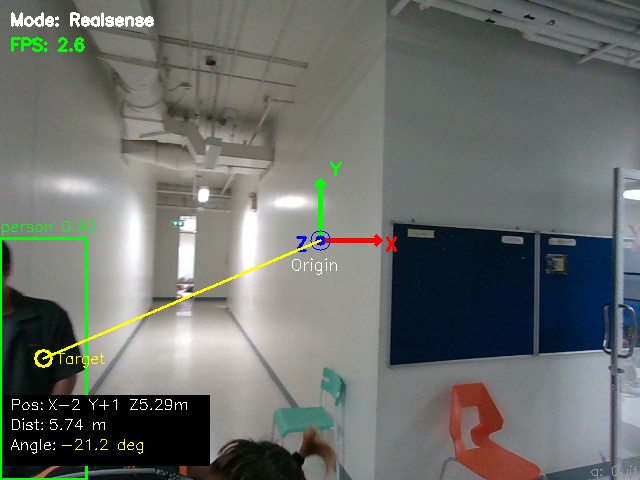 Mode: Realsense
FPS: 2.6
Y
person 0.92
Z
X
Origin
Target
Pos: X-2 Y+1 Z5.29m
Dist: 5.74 m
Angle: -21.2 deg
q: Quit